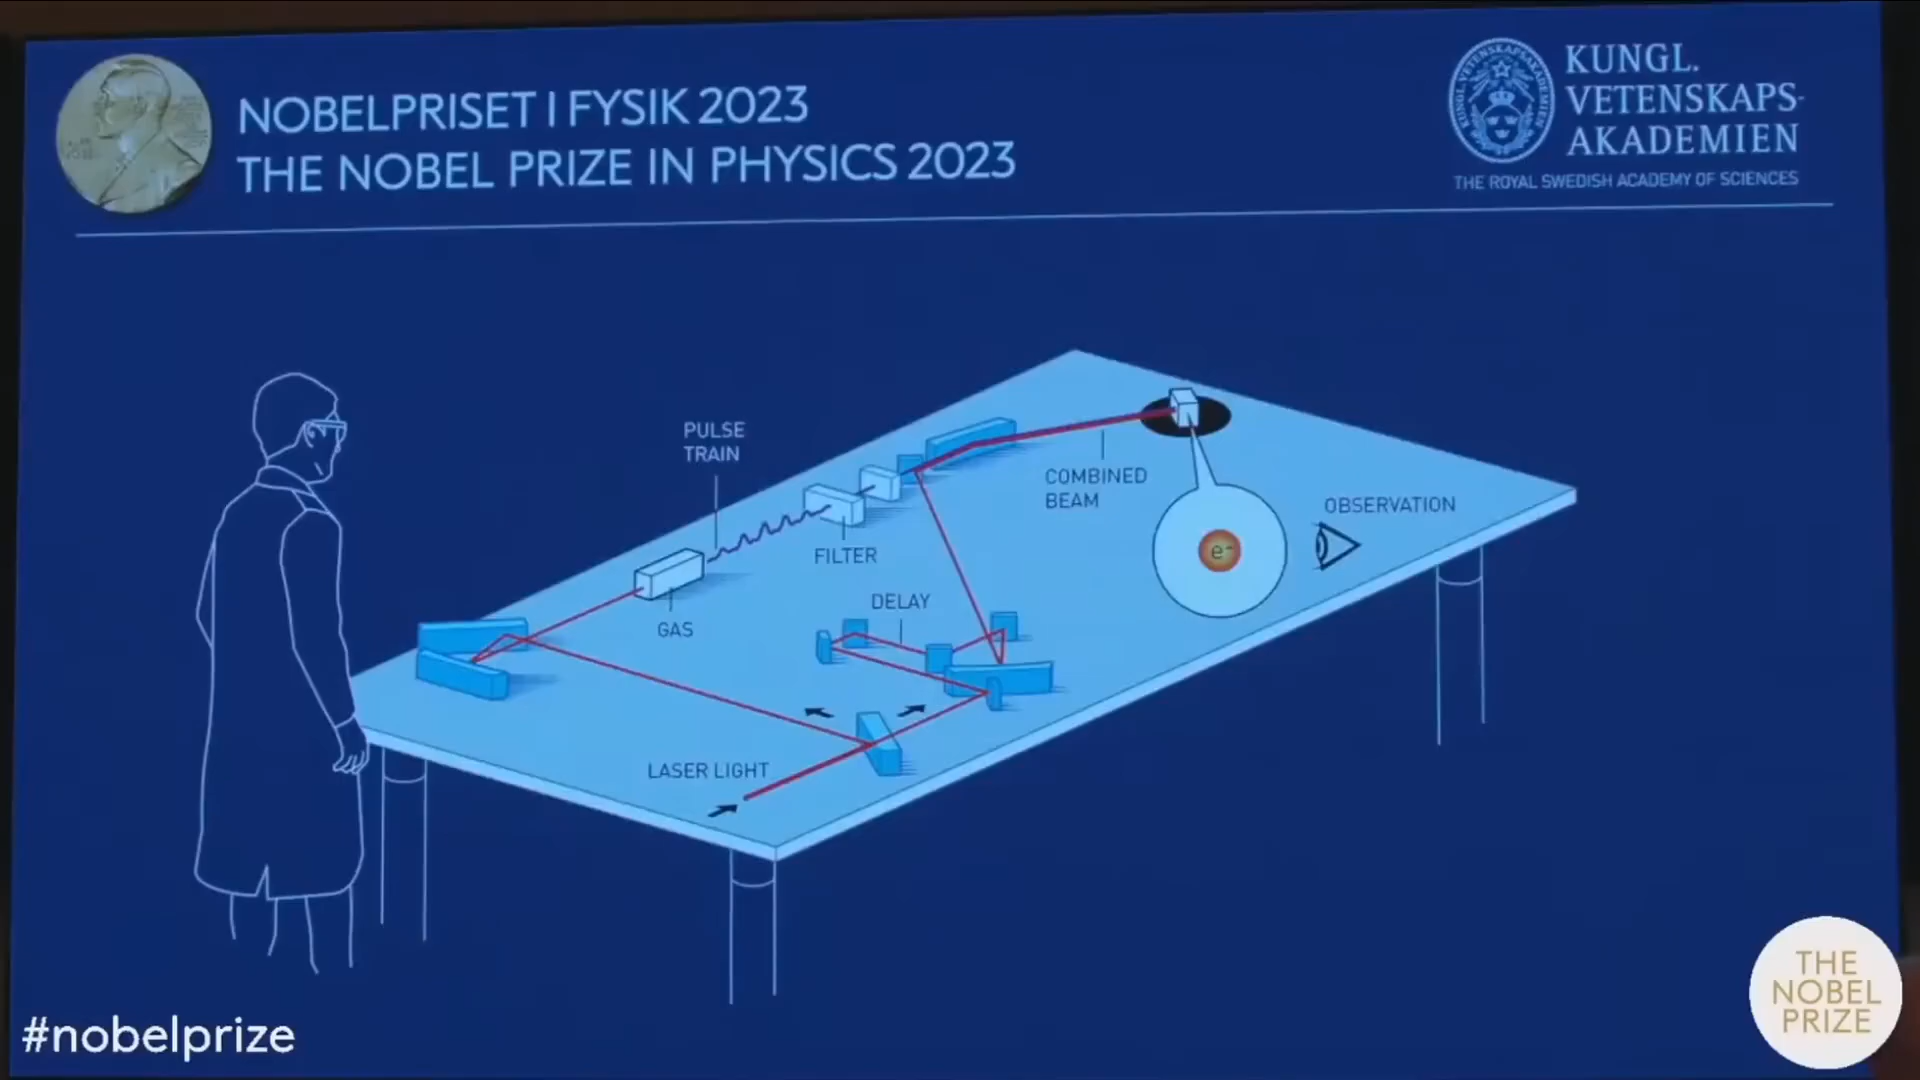 NOBELPRISET I FYSIK 2023
THE NOBEL PRIZE IN PHYSICS 2023
KUNGL.
VETENSKAPS-
AKADEMIEN
THE ROYAL SWEDISH ACADEMY OF SCIENCES
PULSE
TRAIN
COMBINED
BEAM
OBSERVATION
FILTER
e-
GAS
DELAY
LASER LIGHT
#nobelprize
THE
NOBEL
PRIZE